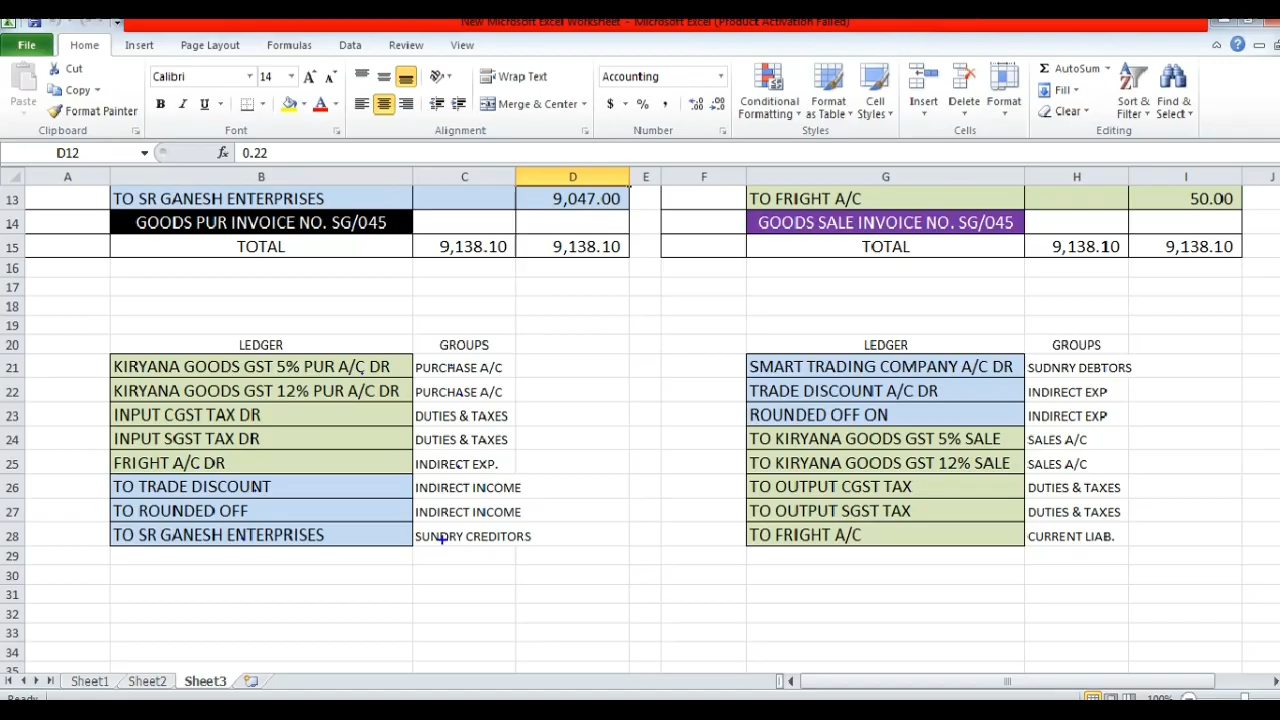 New Microsoft Excel Worksheet - Microsoft Excel (Product Activation Failed)
File Home Insert Page Layout Formulas Data Review View
Paste
Cut
Copy
Format Painter
Clipboard
Calibri 14
B I U
Font
Wrap Text
Merge & Center
Alignment
Accounting
$ % ,
Number
Conditional Formatting
Format as Table
Cell Styles
Styles
Insert Delete Format
Cells
AutoSum
Fill
Clear
Sort & Filter
Find & Select
Editing
D12 fx 0.22
A B C D E F G H I J
13 TO SR GANESH ENTERPRISES 9,047.00 TO FRIGHT A/C 50.00
14 GOODS PUR INVOICE NO. SG/045 GOODS SALE INVOICE NO. SG/045
15 TOTAL 9,138.10 9,138.10 TOTAL 9,138.10 9,138.10
16
17
18
19
20 LEDGER GROUPS LEDGER GROUPS
21 KIRYANA GOODS GST 5% PUR A/C DR PURCHASE A/C SMART TRADING COMPANY A/C DR SUDNRY DEBTORS
22 KIRYANA GOODS GST 12% PUR A/C DR PURCHASE A/C TRADE DISCOUNT A/C DR INDIRECT EXP
23 INPUT CGST TAX DR DUTIES & TAXES ROUNDED OFF ON INDIRECT EXP
24 INPUT SGST TAX DR DUTIES & TAXES TO KIRYANA GOODS GST 5% SALE SALES A/C
25 FRIGHT A/C DR INDIRECT EXP. TO KIRYANA GOODS GST 12% SALE SALES A/C
26 TO TRADE DISCOUNT INDIRECT INCOME TO OUTPUT CGST TAX DUTIES & TAXES
27 TO ROUNDED OFF INDIRECT INCOME TO OUTPUT SGST TAX DUTIES & TAXES
28 TO SR GANESH ENTERPRISES SUNDRY CREDITORS TO FRIGHT A/C CURRENT LIAB.
29
30
31
32
33
34
35
Sheet1 Sheet2 Sheet3
Ready 100%